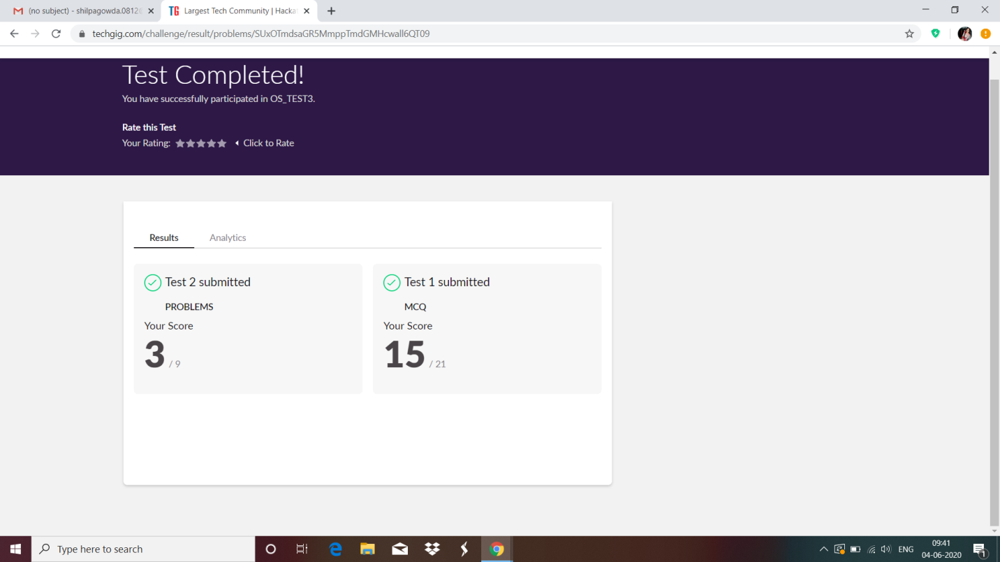 (no subject) - shilpagowda.0812
TG Largest Tech Community | Hacka
techgig.com/challenge/result/problems/SUxOTmdsaGR5MmppTmdGMHcwall6QT09
Test Completed!
You have successfully participated in OS_TEST3.
Rate this Test
Your Rating: Click to Rate
Results Analytics
Test 2 submitted
PROBLEMS
Your Score
3 / 9
Test 1 submitted
MCQ
Your Score
15 / 21
Type here to search
ENG
09:41
04-06-2020
1